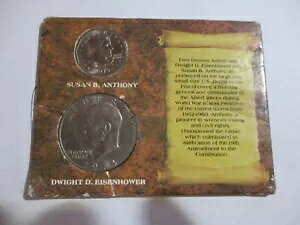 SUSAN B. ANTHONY
DWIGHT D. EISENHOWER
Two famous Americans
Dwight D. Eisenhower and
Susan B. Anthony are
portrayed on the large and
small size U.S. Dollar coins.
Eisenhower, a five star
general and commander of
the Allied forces during
World War II was President
of the United States from
1952-1960. Anthony, a
pioneer in women's voting
and civil rights,
championed the cause
which culminated in
ratification of the 19th
Amendment to the
Constitution.